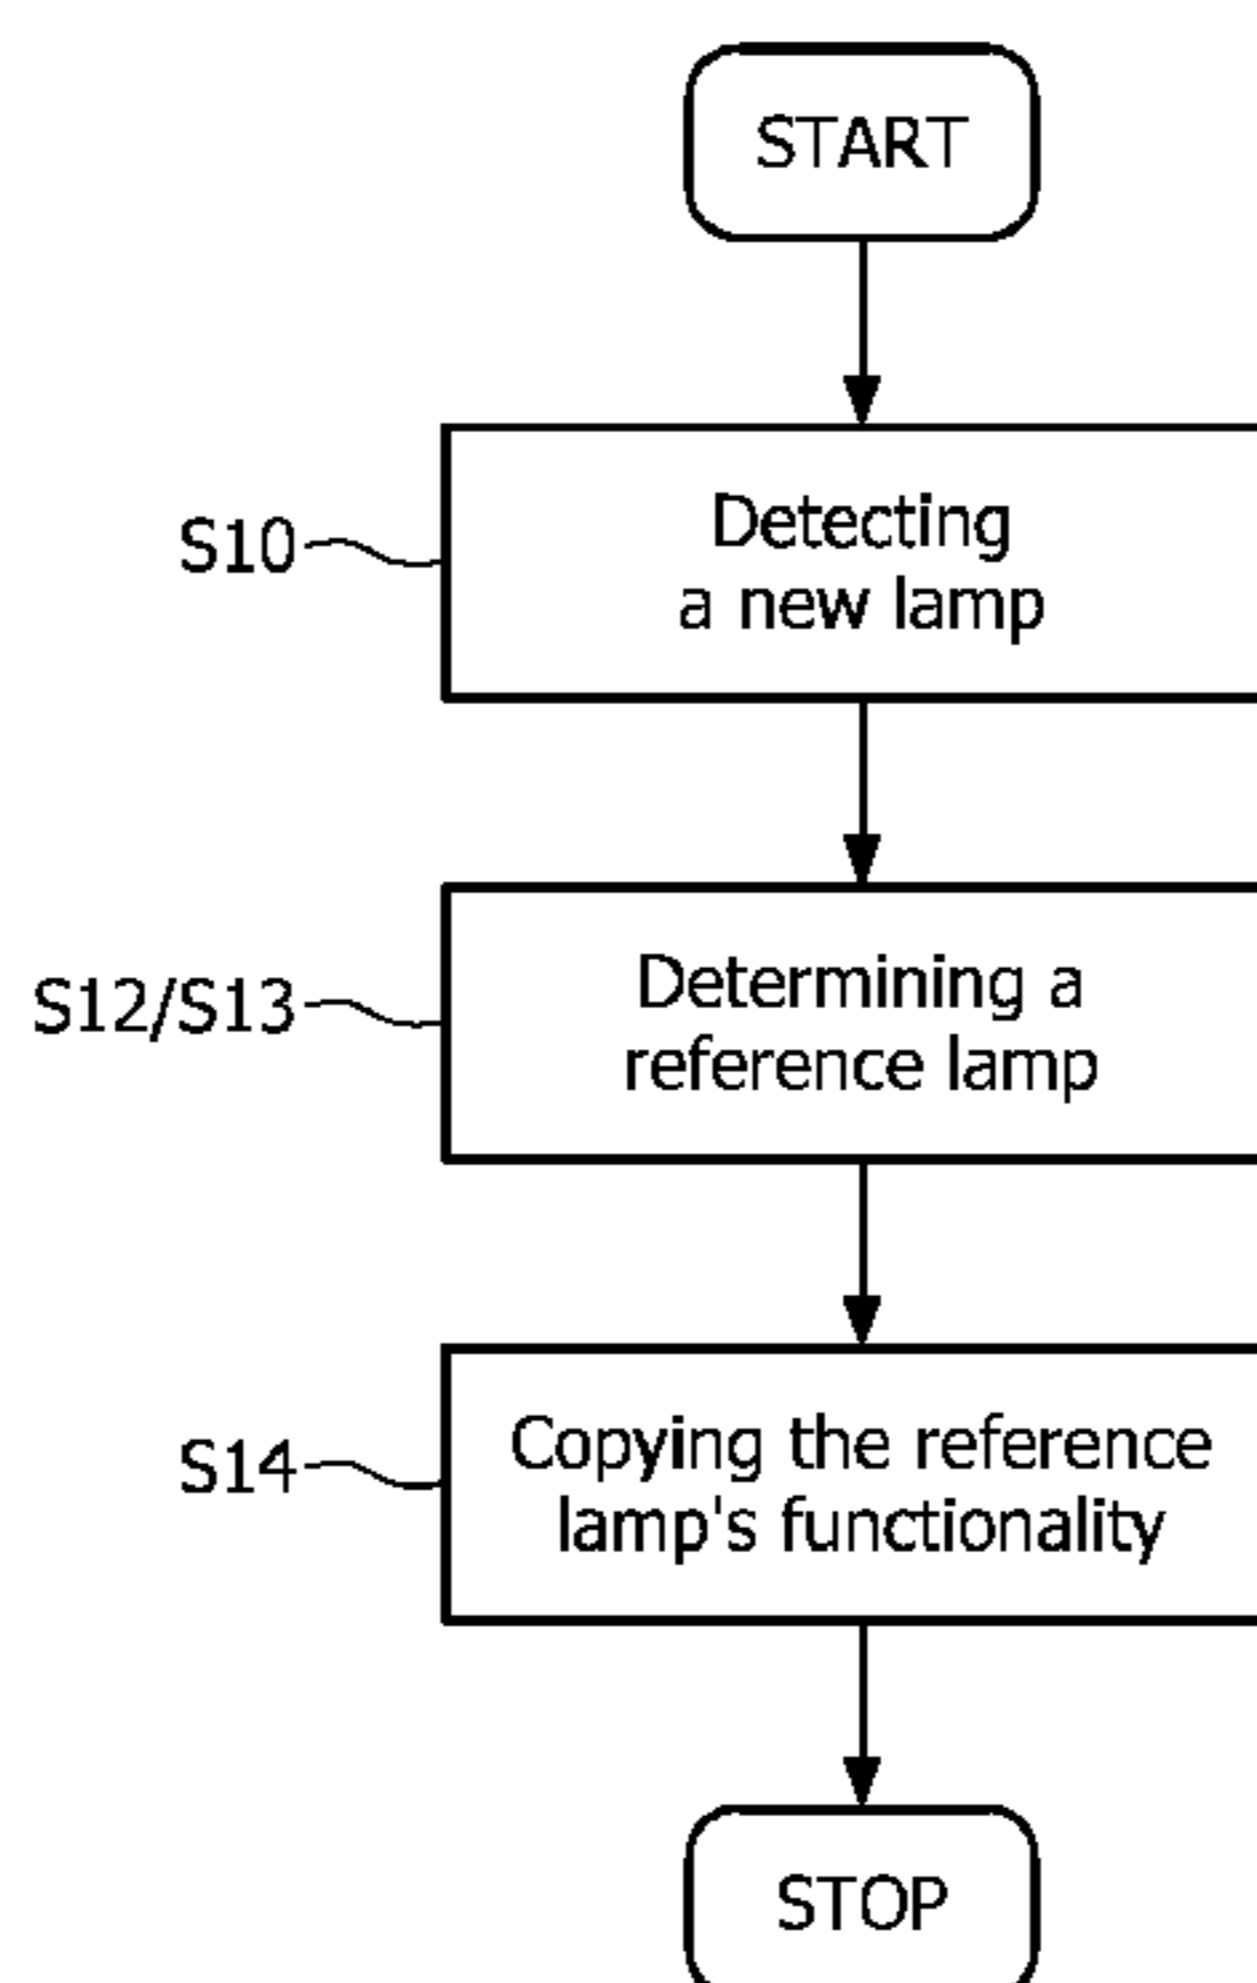 START
S10
Detecting
a new lamp
S12/S13
Determining a
reference lamp
S14
Copying the reference
lamp's functionality
STOP